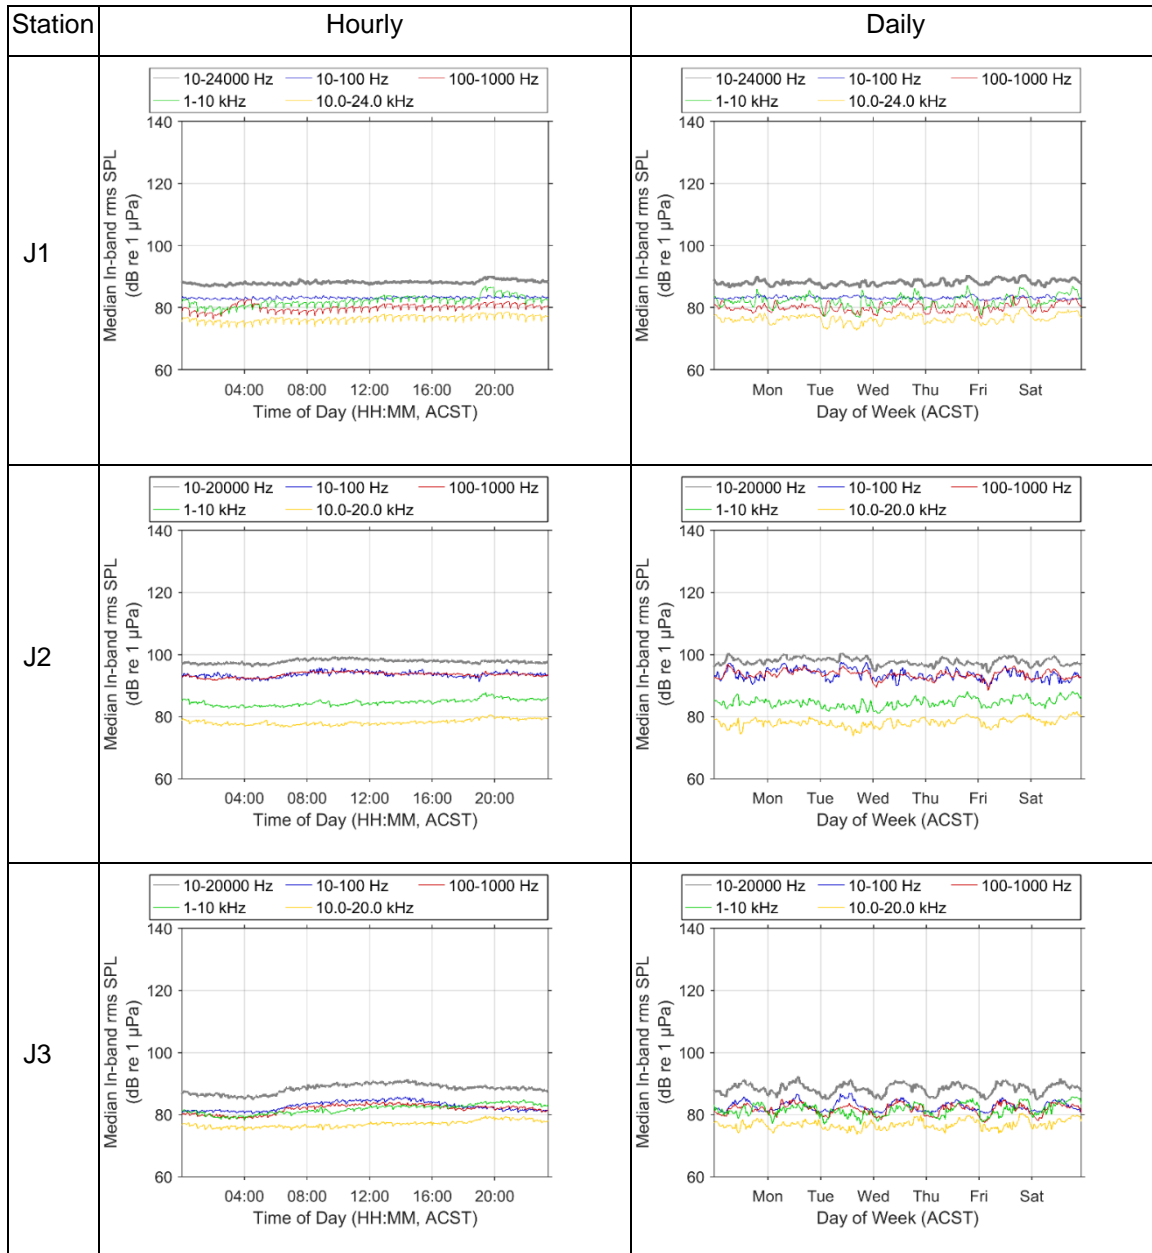 Station Hourly Daily
J1
10-24000 Hz 10-100 Hz 100-1000 Hz
1-10 kHz 10.0-24.0 kHz
140
120
100
80
60
Median In-band rms SPL
(dB re 1 µPa)
04:00 08:00 12:00 16:00 20:00
Time of Day (HH:MM, ACST)
10-24000 Hz 10-100 Hz 100-1000 Hz
1-10 kHz 10.0-24.0 kHz
140
120
100
80
60
Median In-band rms SPL
(dB re 1 µPa)
Mon Tue Wed Thu Fri Sat
Day of Week (ACST)
J2
10-20000 Hz 10-100 Hz 100-1000 Hz
1-10 kHz 10.0-20.0 kHz
140
120
100
80
60
Median In-band rms SPL
(dB re 1 µPa)
04:00 08:00 12:00 16:00 20:00
Time of Day (HH:MM, ACST)
10-20000 Hz 10-100 Hz 100-1000 Hz
1-10 kHz 10.0-20.0 kHz
140
120
100
80
60
Median In-band rms SPL
(dB re 1 µPa)
Mon Tue Wed Thu Fri Sat
Day of Week (ACST)
J3
10-20000 Hz 10-100 Hz 100-1000 Hz
1-10 kHz 10.0-20.0 kHz
140
120
100
80
60
Median In-band rms SPL
(dB re 1 µPa)
04:00 08:00 12:00 16:00 20:00
Time of Day (HH:MM, ACST)
10-20000 Hz 10-100 Hz 100-1000 Hz
1-10 kHz 10.0-20.0 kHz
140
120
100
80
60
Median In-band rms SPL
(dB re 1 µPa)
Mon Tue Wed Thu Fri Sat
Day of Week (ACST)